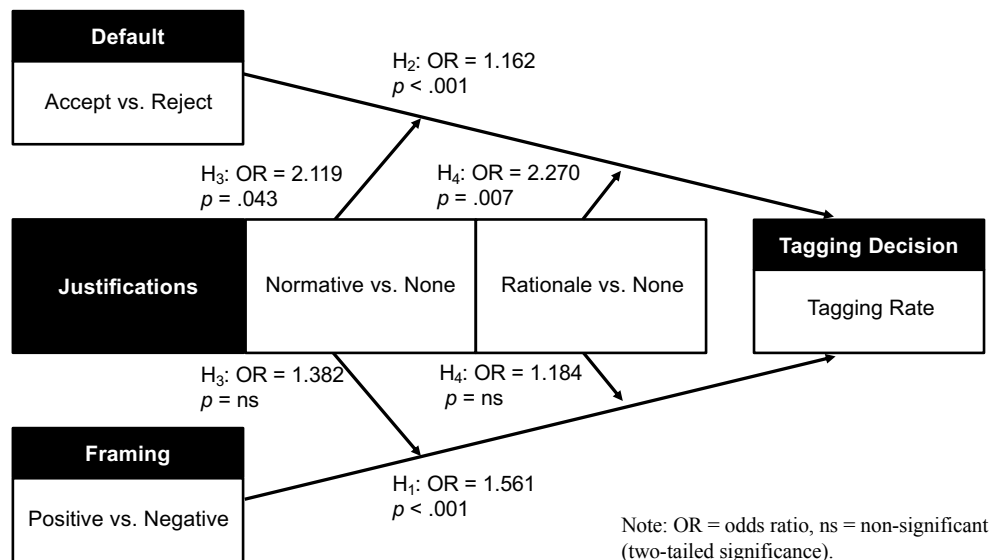 Default
Accept vs. Reject
H₂: OR = 1.162
p < .001
H₃: OR = 2.119
p = .043
H₄: OR = 2.270
p = .007
Justifications
Normative vs. None
Rationale vs. None
Tagging Decision
Tagging Rate
H₃: OR = 1.382
p = ns
H₄: OR = 1.184
p = ns
Framing
Positive vs. Negative
H₁: OR = 1.561
p < .001
Note: OR = odds ratio, ns = non-significant
(two-tailed significance).